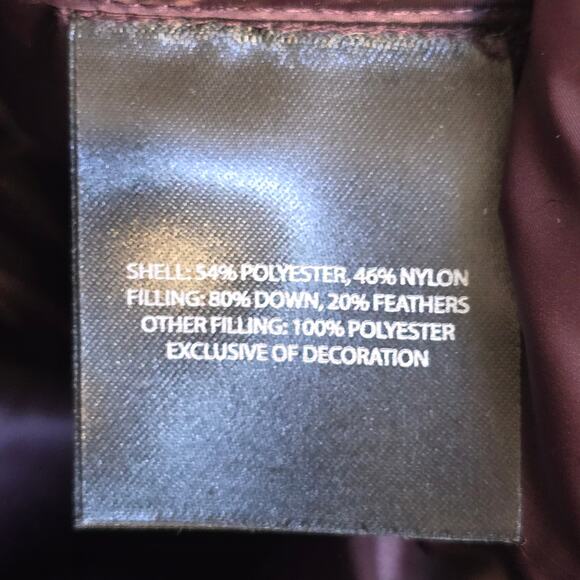 SHELL: 54% POLYESTER, 46% NYLON
FILLING: 80% DOWN, 20% FEATHERS
OTHER FILLING: 100% POLYESTER
EXCLUSIVE OF DECORATION